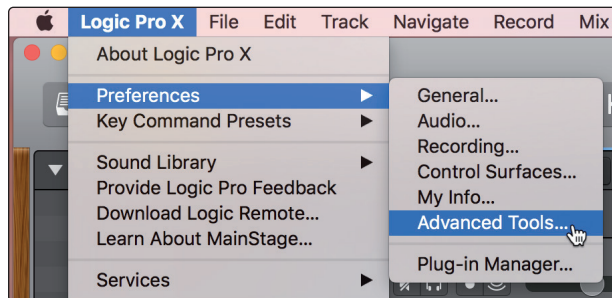 Logic Pro X File Edit Track Navigate Record Mix
About Logic Pro X
Preferences
Key Command Presets
Sound Library
Provide Logic Pro Feedback
Download Logic Remote...
Learn About MainStage...
Services
General...
Audio...
Recording...
Control Surfaces...
My Info...
Advanced Tools...
Plug-in Manager...